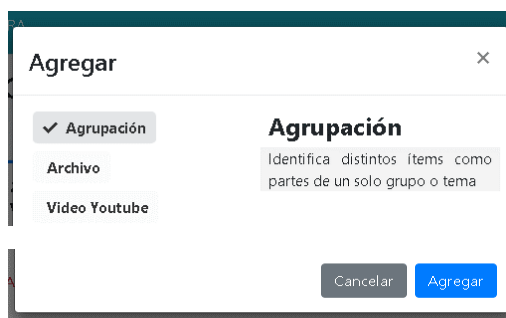 Agregar
×
✓ Agrupación
Archivo
Video Youtube
Agrupación
Identifica distintos ítems como
partes de un solo grupo o tema
Cancelar
Agregar